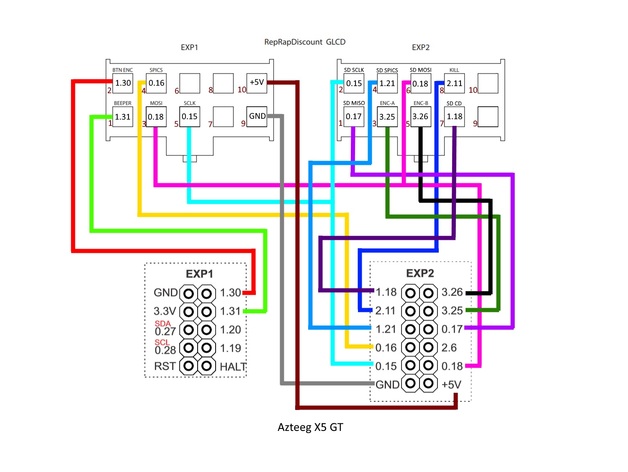 RepRapDiscount GLCD
EXP1
EXP2
BTN ENC
SPICS
1.30
0.16
+5V
2
4
6
8
10
BEEPER
MOSI
SCLK
1.31
0.18
0.15
GND
1
3
5
7
9
SD SCLK
SD SPICS
SD MOSI
KILL
0.15
1.21
0.18
2.11
2
4
6
8
10
SD MISO
ENC-A
ENC-B
SD CD
0.17
3.25
3.26
1.18
1
3
5
7
9
EXP1
GND 1.30
3.3V 1.31
SDA
0.27 1.20
SCL
0.28 1.19
RST HALT
EXP2
1.18 3.26
2.11 3.25
1.21 0.17
0.16 2.6
0.15 0.18
GND +5V
Azteeg X5 GT